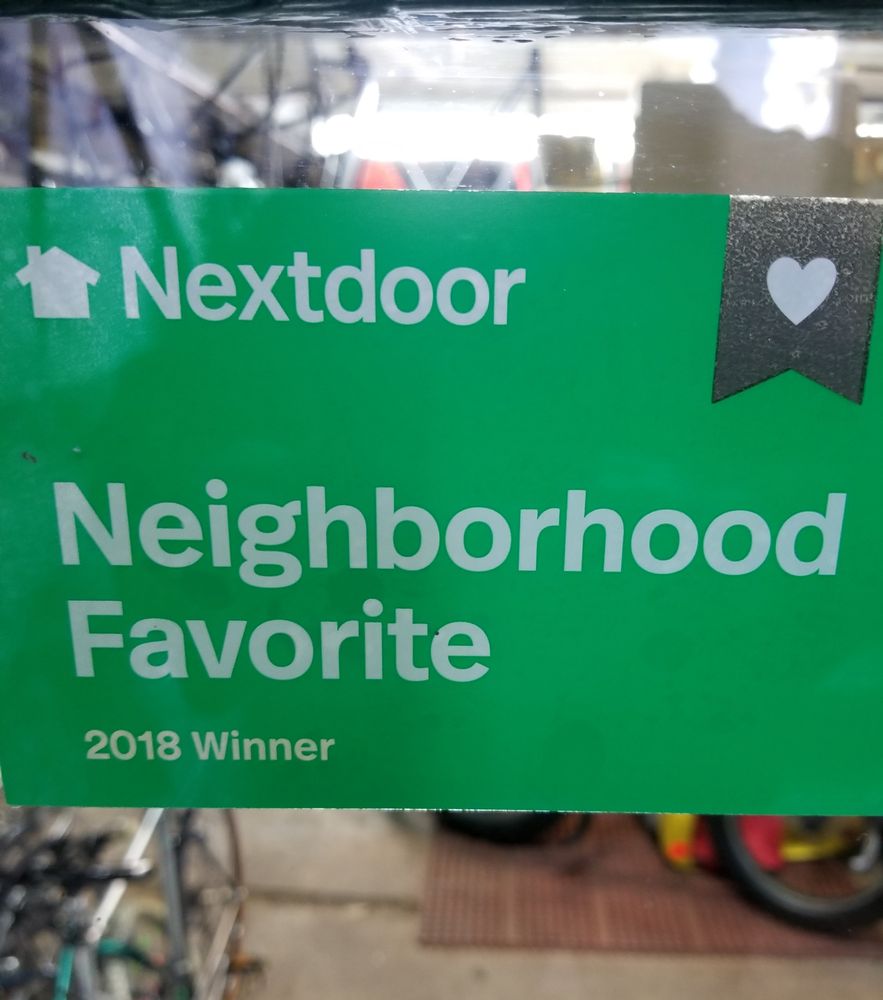 Nextdoor
Neighborhood
Favorite
2018 Winner